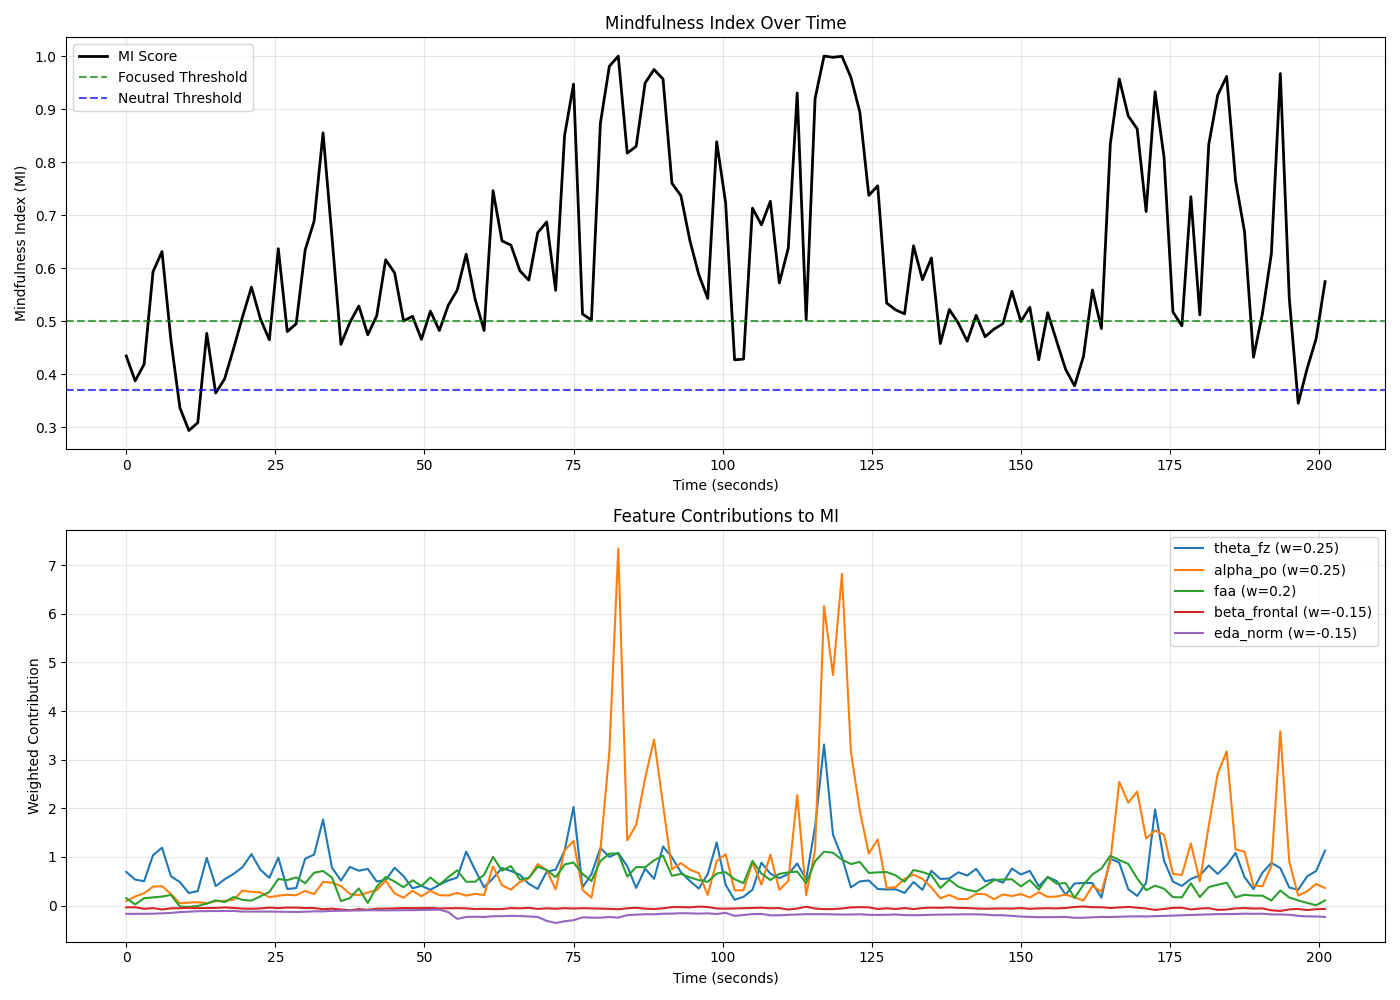 Mindfulness Index Over Time
MI Score
Focused Threshold
Neutral Threshold
Mindfulness Index (MI)
1.0
0.9
0.8
0.7
0.6
0.5
0.4
0.3
0 25 50 75 100 125 150 175 200
Time (seconds)
Feature Contributions to MI
theta_fz (w=0.25)
alpha_po (w=0.25)
faa (w=0.2)
beta_frontal (w=-0.15)
eda_norm (w=-0.15)
Weighted Contribution
7
6
5
4
3
2
1
0
0 25 50 75 100 125 150 175 200
Time (seconds)